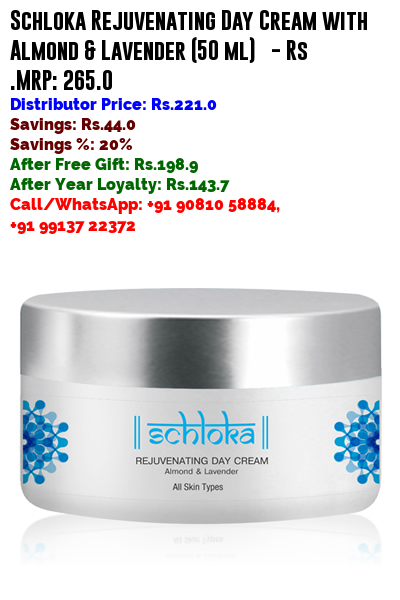 Schloka Rejuvenating Day Cream with
Almond & Lavender (50 ml) - Rs
.MRP: 265.0
Distributor Price: Rs.221.0
Savings: Rs.44.0
Savings %: 20%
After Free Gift: Rs.198.9
After Year Loyalty: Rs.143.7
Call/WhatsApp: +91 90810 58884,
+91 99137 22372
|| schloka ||
REJUVENATING DAY CREAM
Almond & Lavender
All Skin Types